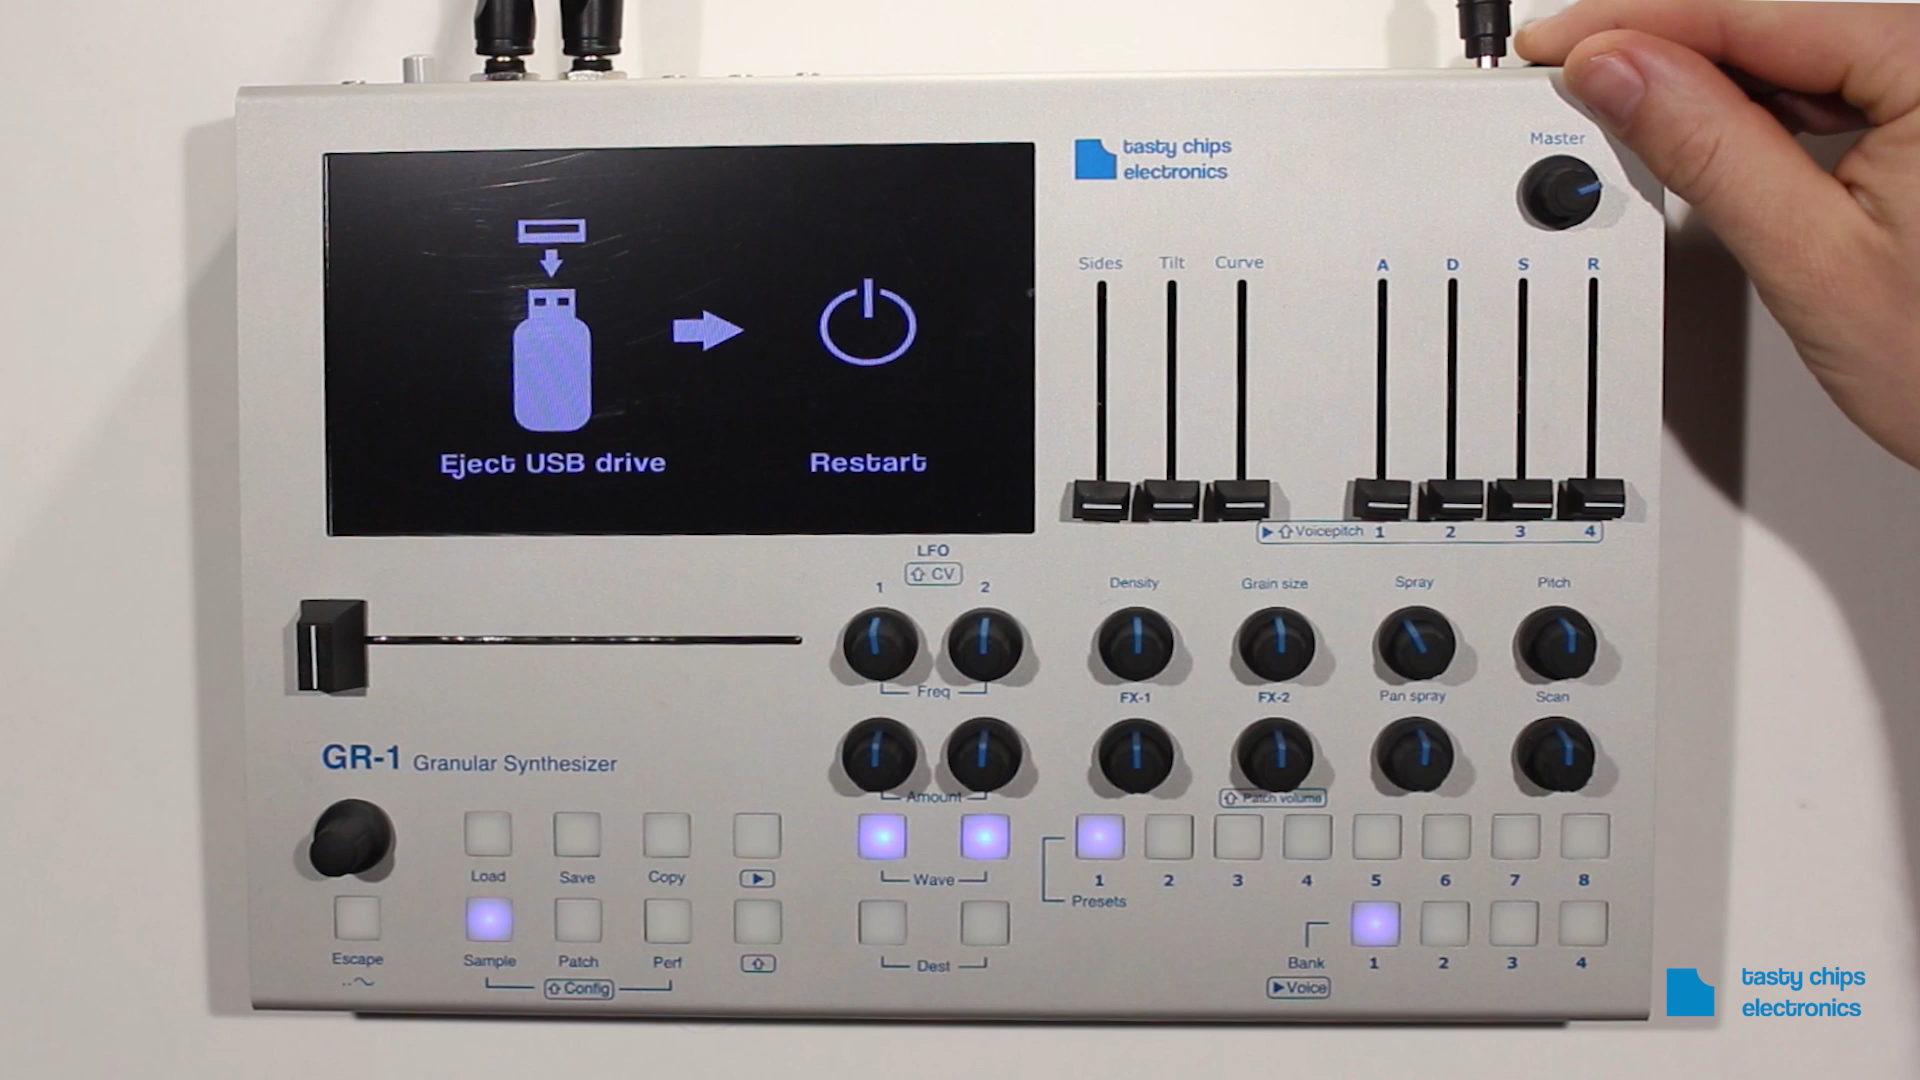 tasty chips
electronics
Master
Sides Tilt Curve A D S R
Eject USB drive Restart
Voicepitch 1 2 3 4
LFO
CV
1 2
Density Grain size Spray Pitch
Freq
FX-1 FX-2 Pan spray Scan
GR-1 Granular Synthesizer
Amount
Patch volume
Load Save Copy
Wave
1 2 3 4 5 6 7 8
Presets
Escape Sample Patch Perf
Dest
Bank 1 2 3 4
Config
Voice
tasty chips
electronics